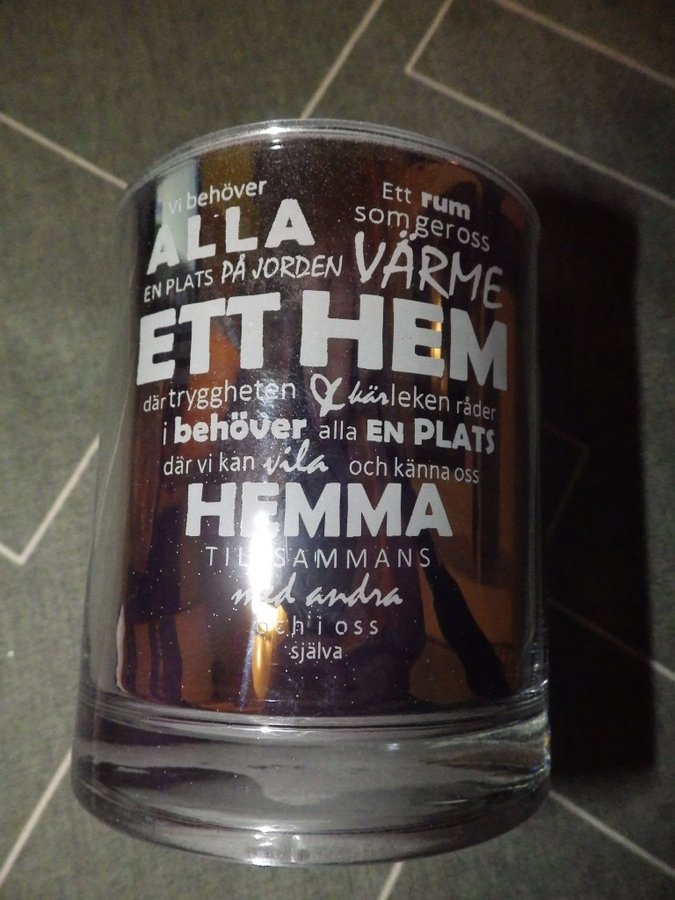 Vi behöver
ALLA
EN PLATS PÅ JORDEN
Ett rum
som ger oss
VÄRME
ETT HEM
där tryggheten & kärleken råder
i behöver alla EN PLATS
där vi kan vila och känna oss
HEMMA
TILLSAMMANS
med andra
och i oss
själva